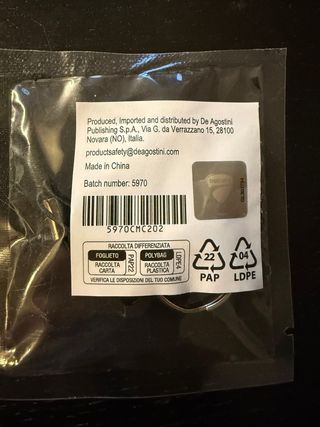 Produced, Imported and distributed by De Agostini
Publishing S.p.A., Via G. da Verrazzano 15, 28100
Novara (NO), Italia.
productsafety@deagostini.com
Made in China
Batch number: 5970
5970CMC202
RACCOLTA DIFFERENZIATA
FOGLIETTO
RACCOLTA
CARTA
PAP22
POLYBAG
RACCOLTA
PLASTICA
LDPE4
VERIFICA LE DISPOSIZIONI DEL TUO COMUNE
22
PAP
04
LDPE